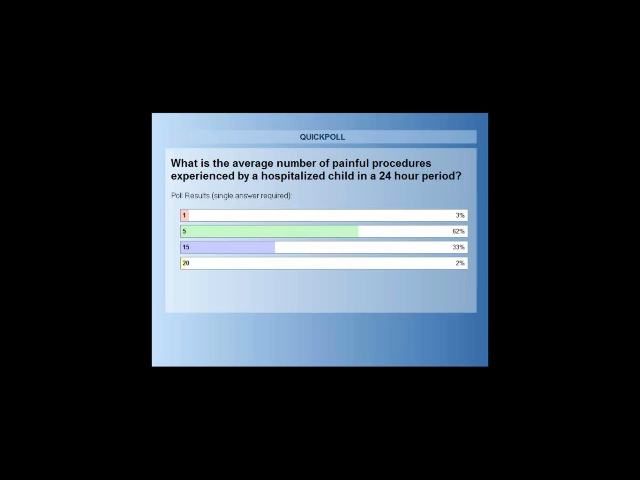 QUICKPOLL
What is the average number of painful procedures
experienced by a hospitalized child in a 24 hour period?
Poll Results (single answer required):
1 3%
5 62%
15 33%
20 2%